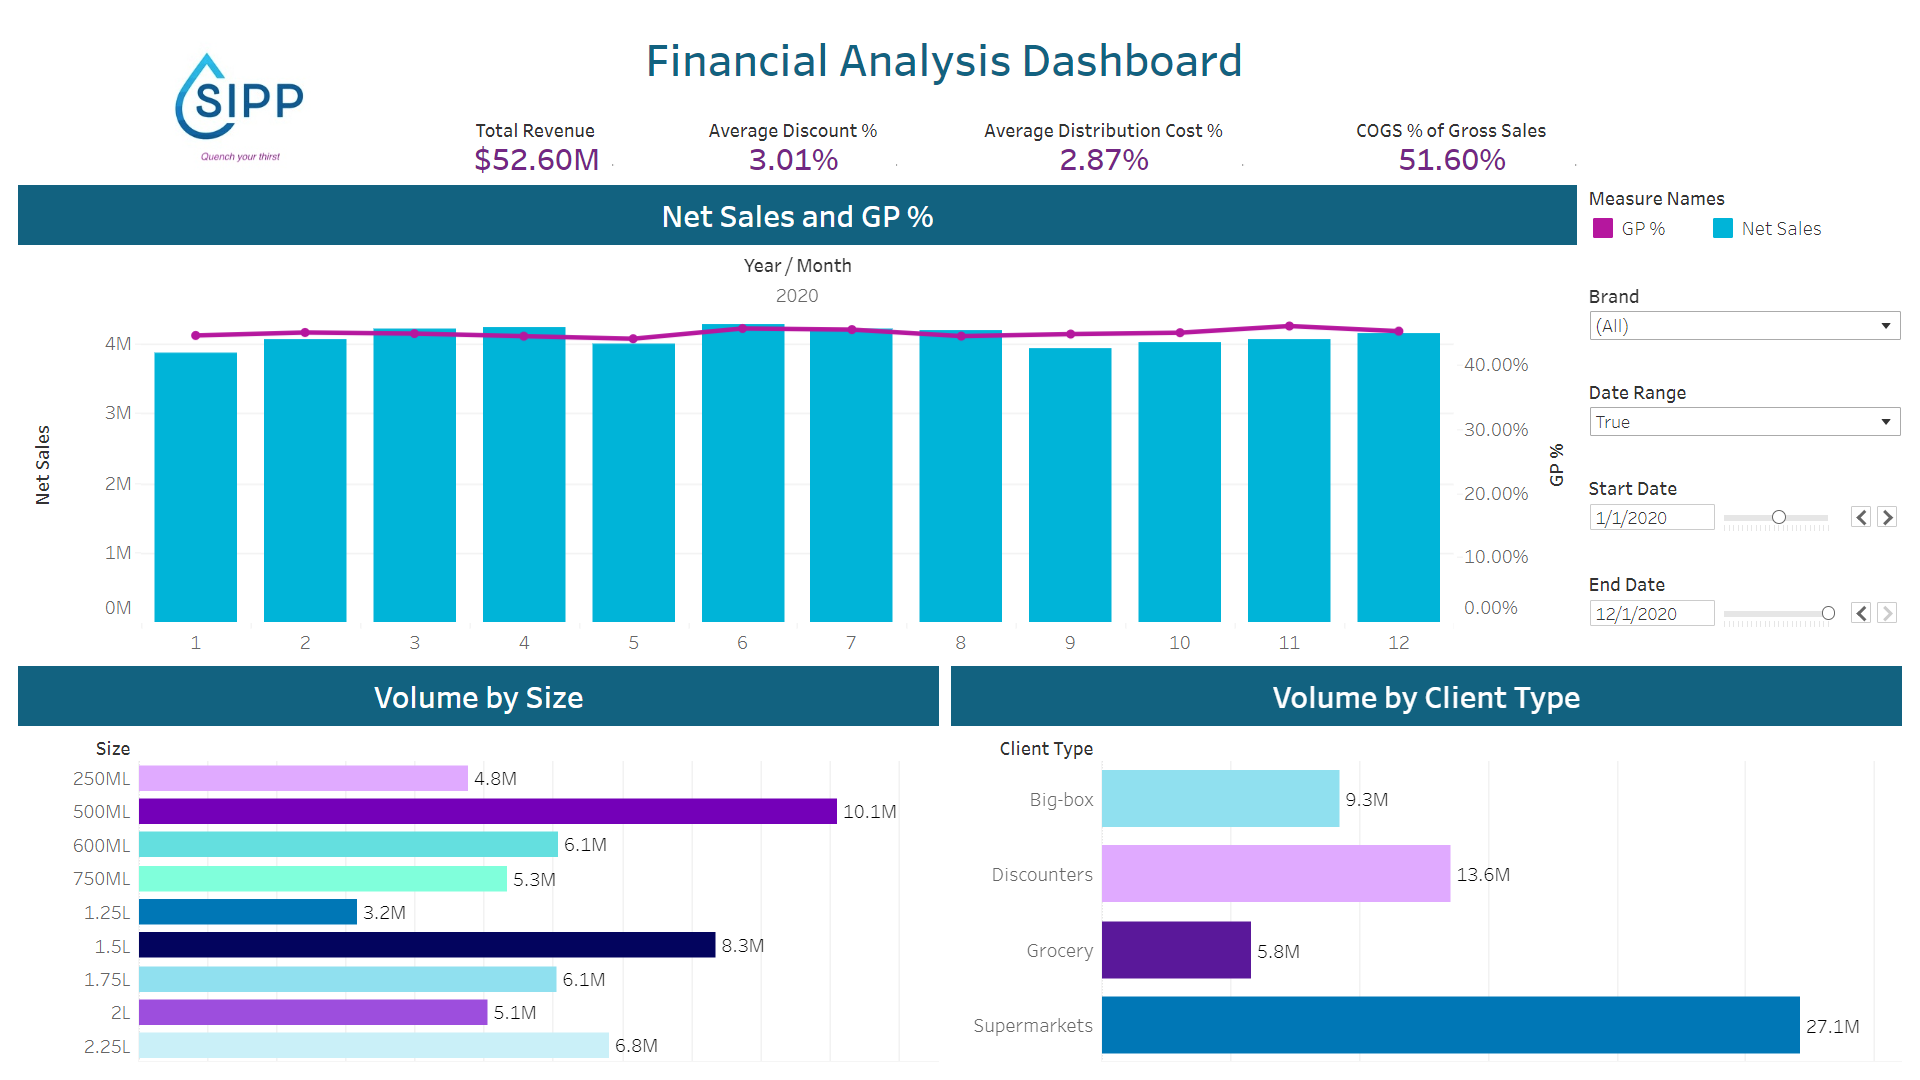 Financial Analysis Dashboard
SIPP
Quench your thirst
Total Revenue
$52.60M
Average Discount %
3.01%
Average Distribution Cost %
2.87%
COGS % of Gross Sales
51.60%
Net Sales and GP %
Measure Names
GP %
Net Sales
Year / Month
2020
Net Sales
4M
3M
2M
1M
0M
40.00%
30.00%
20.00%
10.00%
0.00%
GP %
1 2 3 4 5 6 7 8 9 10 11 12
Brand
(All)
Date Range
True
Start Date
1/1/2020
End Date
12/1/2020
Volume by Size
Size
250ML 4.8M
500ML 10.1M
600ML 6.1M
750ML 5.3M
1.25L 3.2M
1.5L 8.3M
1.75L 6.1M
2L 5.1M
2.25L 6.8M
Volume by Client Type
Client Type
Big-box 9.3M
Discounters 13.6M
Grocery 5.8M
Supermarkets 27.1M